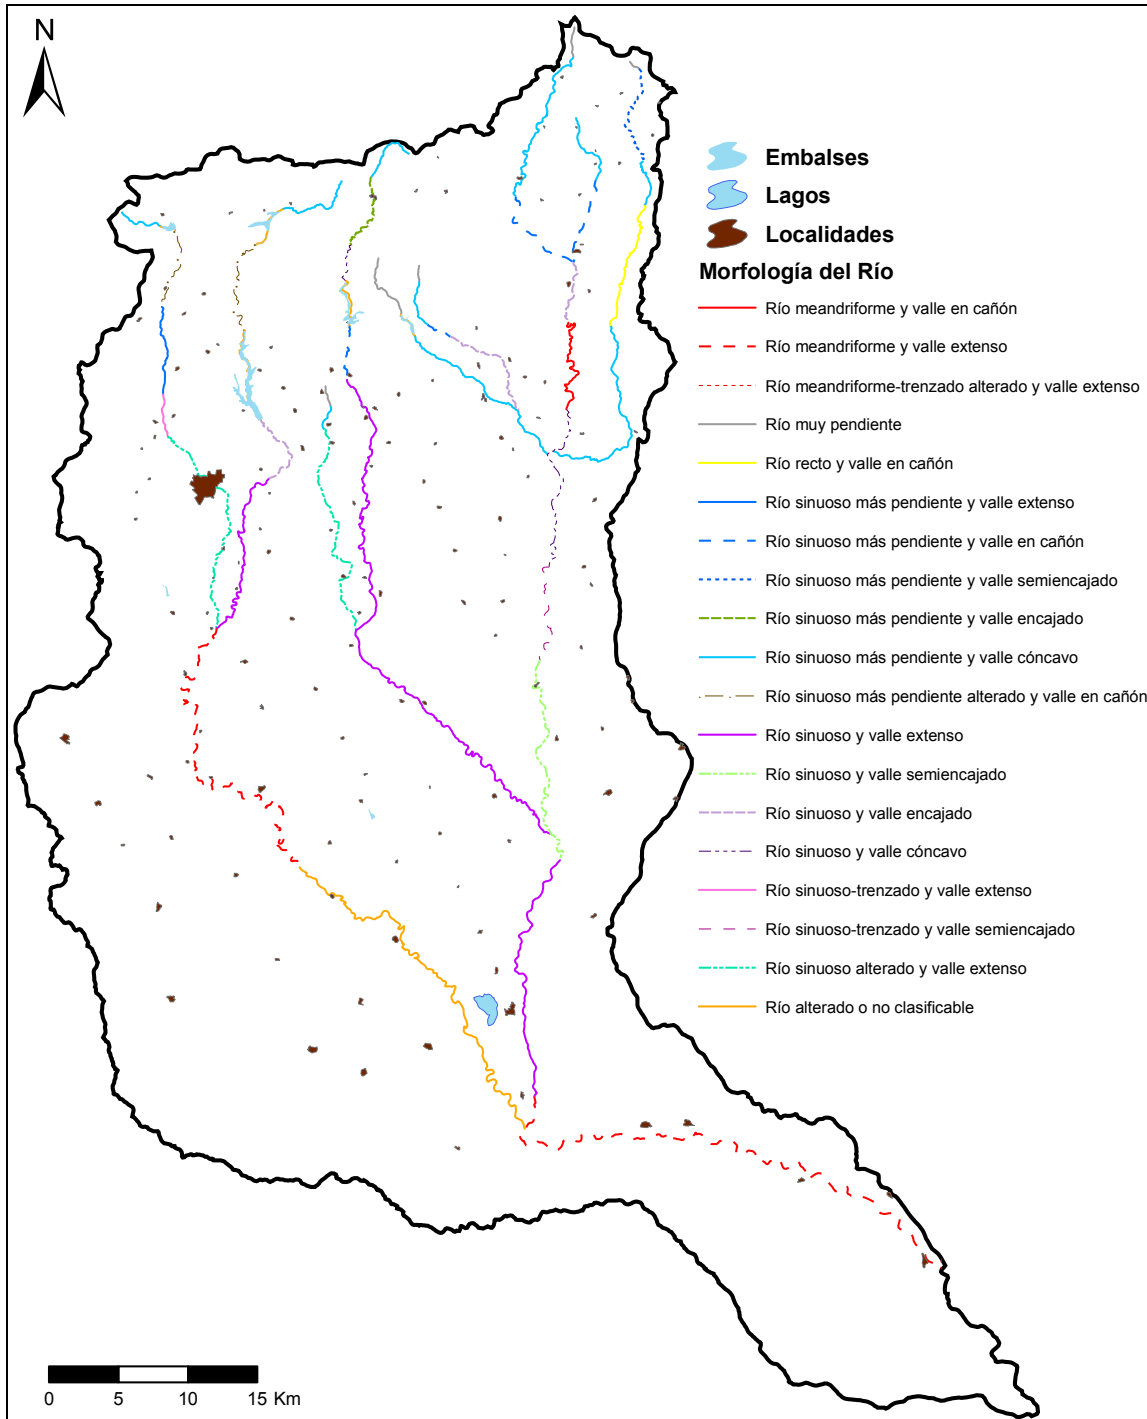 N
Embalses
Lagos
Localidades
Morfología del Río
Río meandriforme y valle en cañón
Río meandriforme y valle extenso
Río meandriforme-trenzado alterado y valle extenso
Río muy pendiente
Río recto y valle en cañón
Río sinuoso más pendiente y valle extenso
Río sinuoso más pendiente y valle en cañón
Río sinuoso más pendiente y valle semiencajado
Río sinuoso más pendiente y valle encajado
Río sinuoso más pendiente y valle cóncavo
Río sinuoso más pendiente alterado y valle en cañón
Río sinuoso y valle extenso
Río sinuoso y valle semiencajado
Río sinuoso y valle encajado
Río sinuoso y valle cóncavo
Río sinuoso-trenzado y valle extenso
Río sinuoso-trenzado y valle semiencajado
Río sinuoso alterado y valle extenso
Río alterado o no clasificable
0 5 10 15 Km